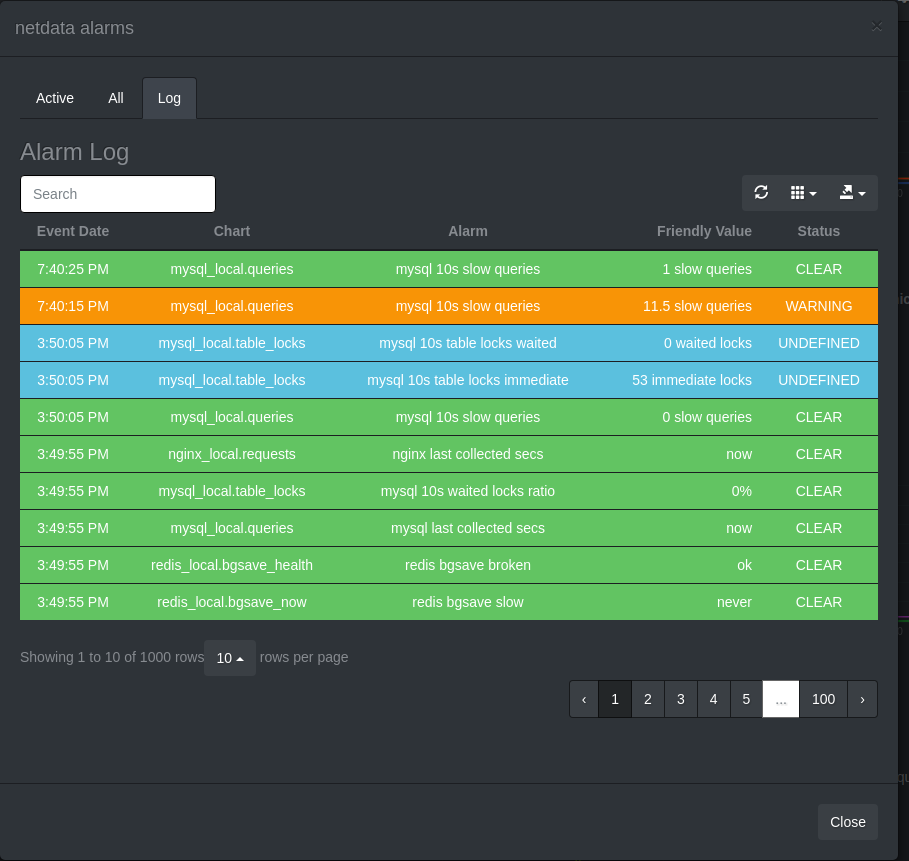 netdata alarms ×
Active All Log
Alarm Log
Search
Event Date Chart Alarm Friendly Value Status
7:40:25 PM mysql_local.queries mysql 10s slow queries 1 slow queries CLEAR
7:40:15 PM mysql_local.queries mysql 10s slow queries 11.5 slow queries WARNING
3:50:05 PM mysql_local.table_locks mysql 10s table locks waited 0 waited locks UNDEFINED
3:50:05 PM mysql_local.table_locks mysql 10s table locks immediate 53 immediate locks UNDEFINED
3:50:05 PM mysql_local.queries mysql 10s slow queries 0 slow queries CLEAR
3:49:55 PM nginx_local.requests nginx last collected secs now CLEAR
3:49:55 PM mysql_local.table_locks mysql 10s waited locks ratio 0% CLEAR
3:49:55 PM mysql_local.queries mysql last collected secs now CLEAR
3:49:55 PM redis_local.bgsave_health redis bgsave broken ok CLEAR
3:49:55 PM redis_local.bgsave_now redis bgsave slow never CLEAR
Showing 1 to 10 of 1000 rows 10 rows per page
‹ 1 2 3 4 5 ... 100 ›
Close